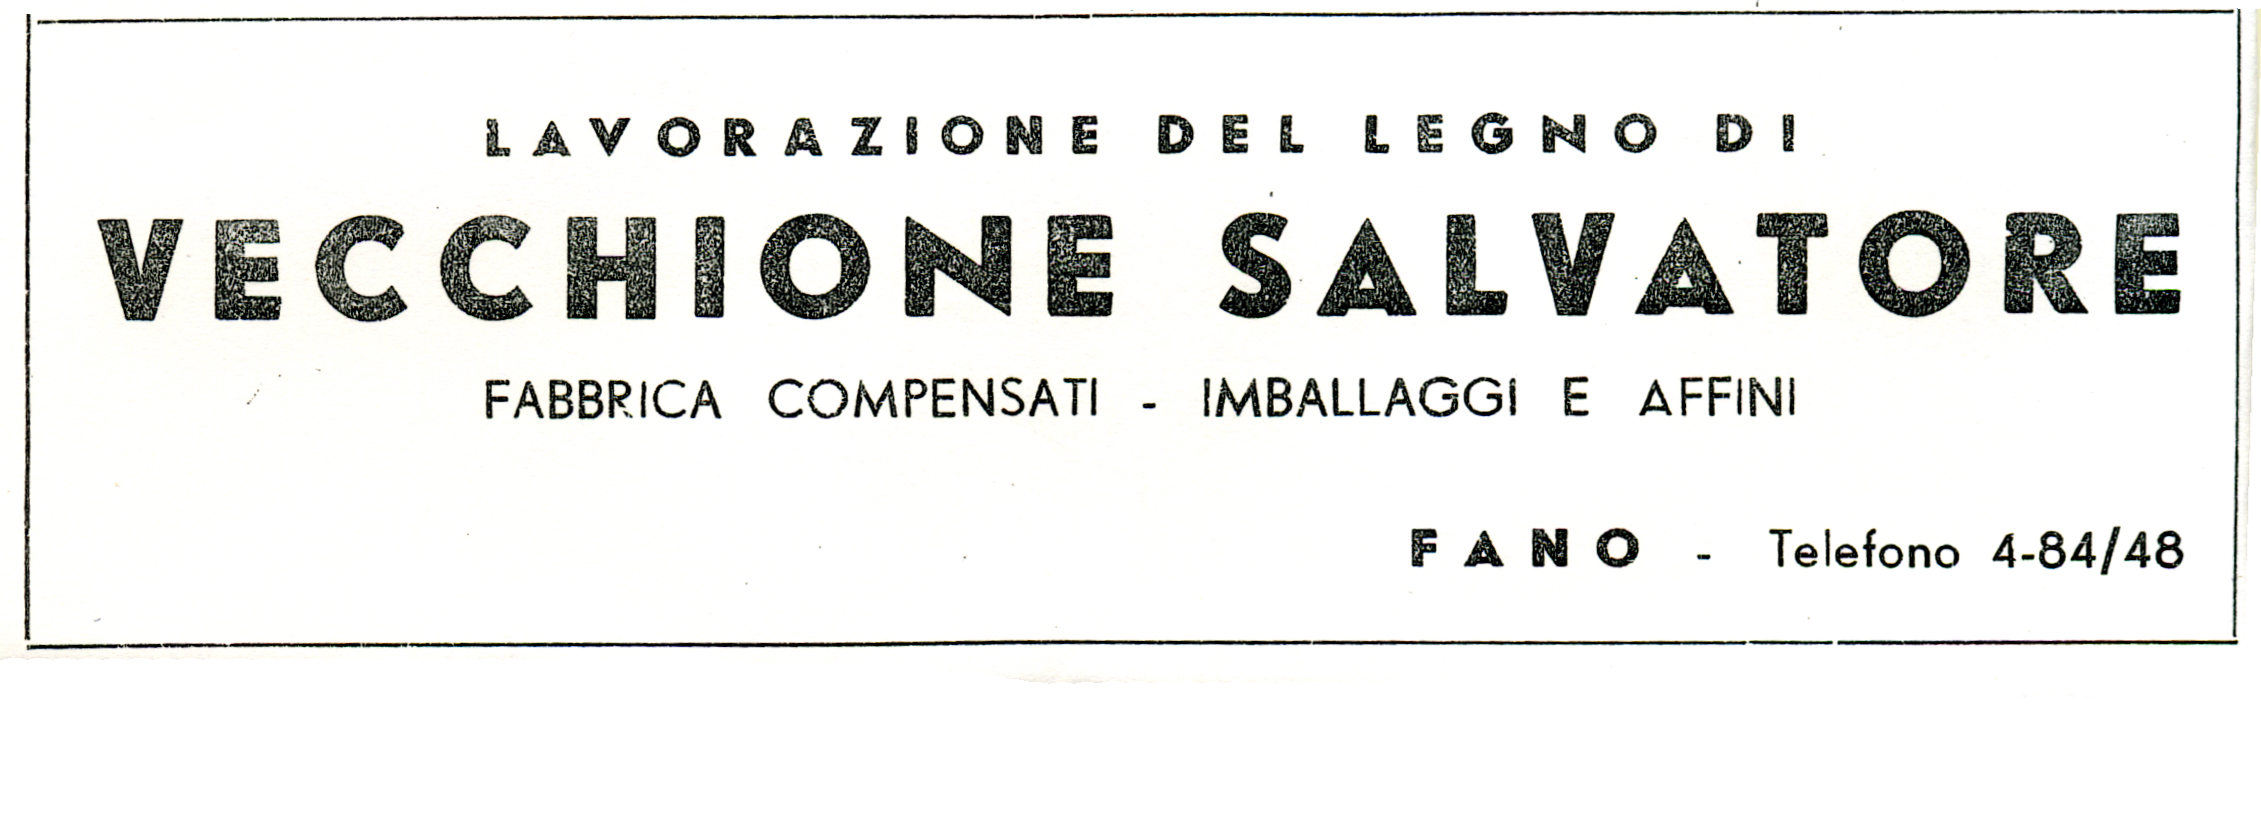 LAVORAZIONE DEL LEGNO DI
VECCHIONE SALVATORE
FABBRICA COMPENSATI - IMBALLAGGI E AFFINI
FANO - Telefono 4-84/48